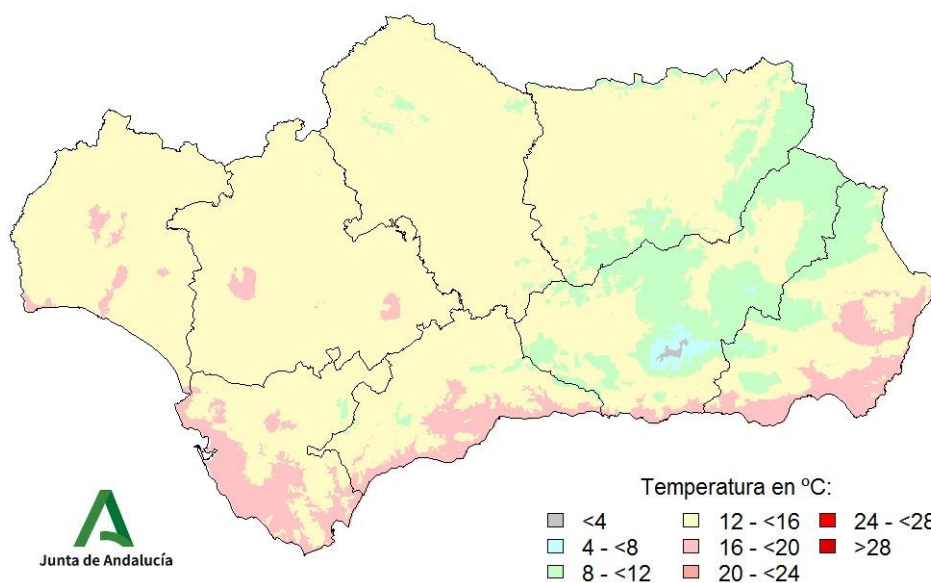 Temperatura en ºC:
<4
12 - <16
24 - <28
4 - <8
16 - <20
>28
8 - <12
20 - <24
Junta de Andalucía